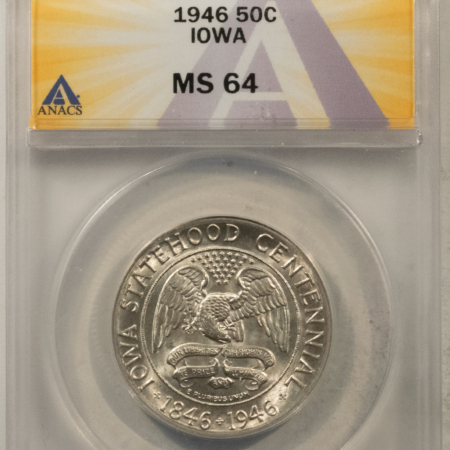 1946 50C
IOWA
MS 64
ANACS
IOWA STATEHOOD CENTENNIAL
E PLURIBUS UNUM
1846 1946